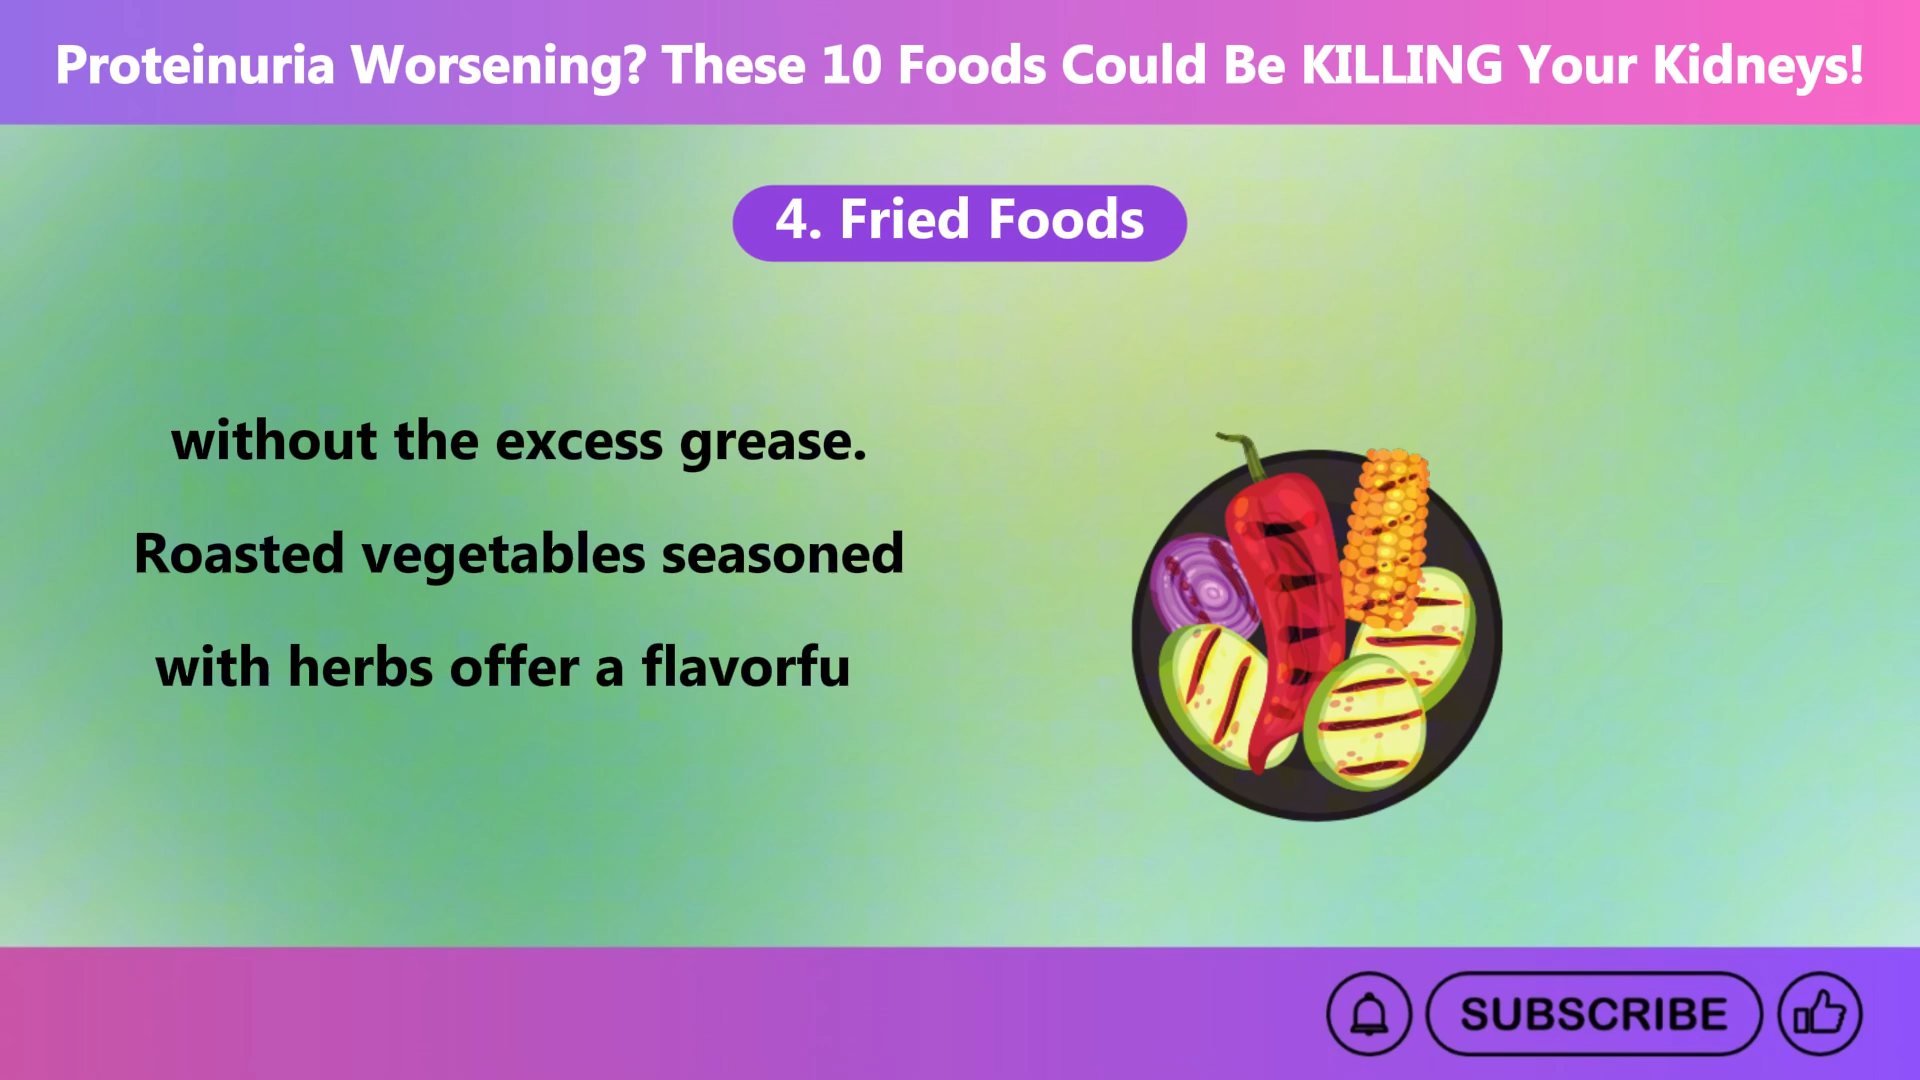 Proteinuria Worsening? These 10 Foods Could Be KILLING Your Kidneys!
4. Fried Foods
without the excess grease.
Roasted vegetables seasoned
with herbs offer a flavorfu
SUBSCRIBE